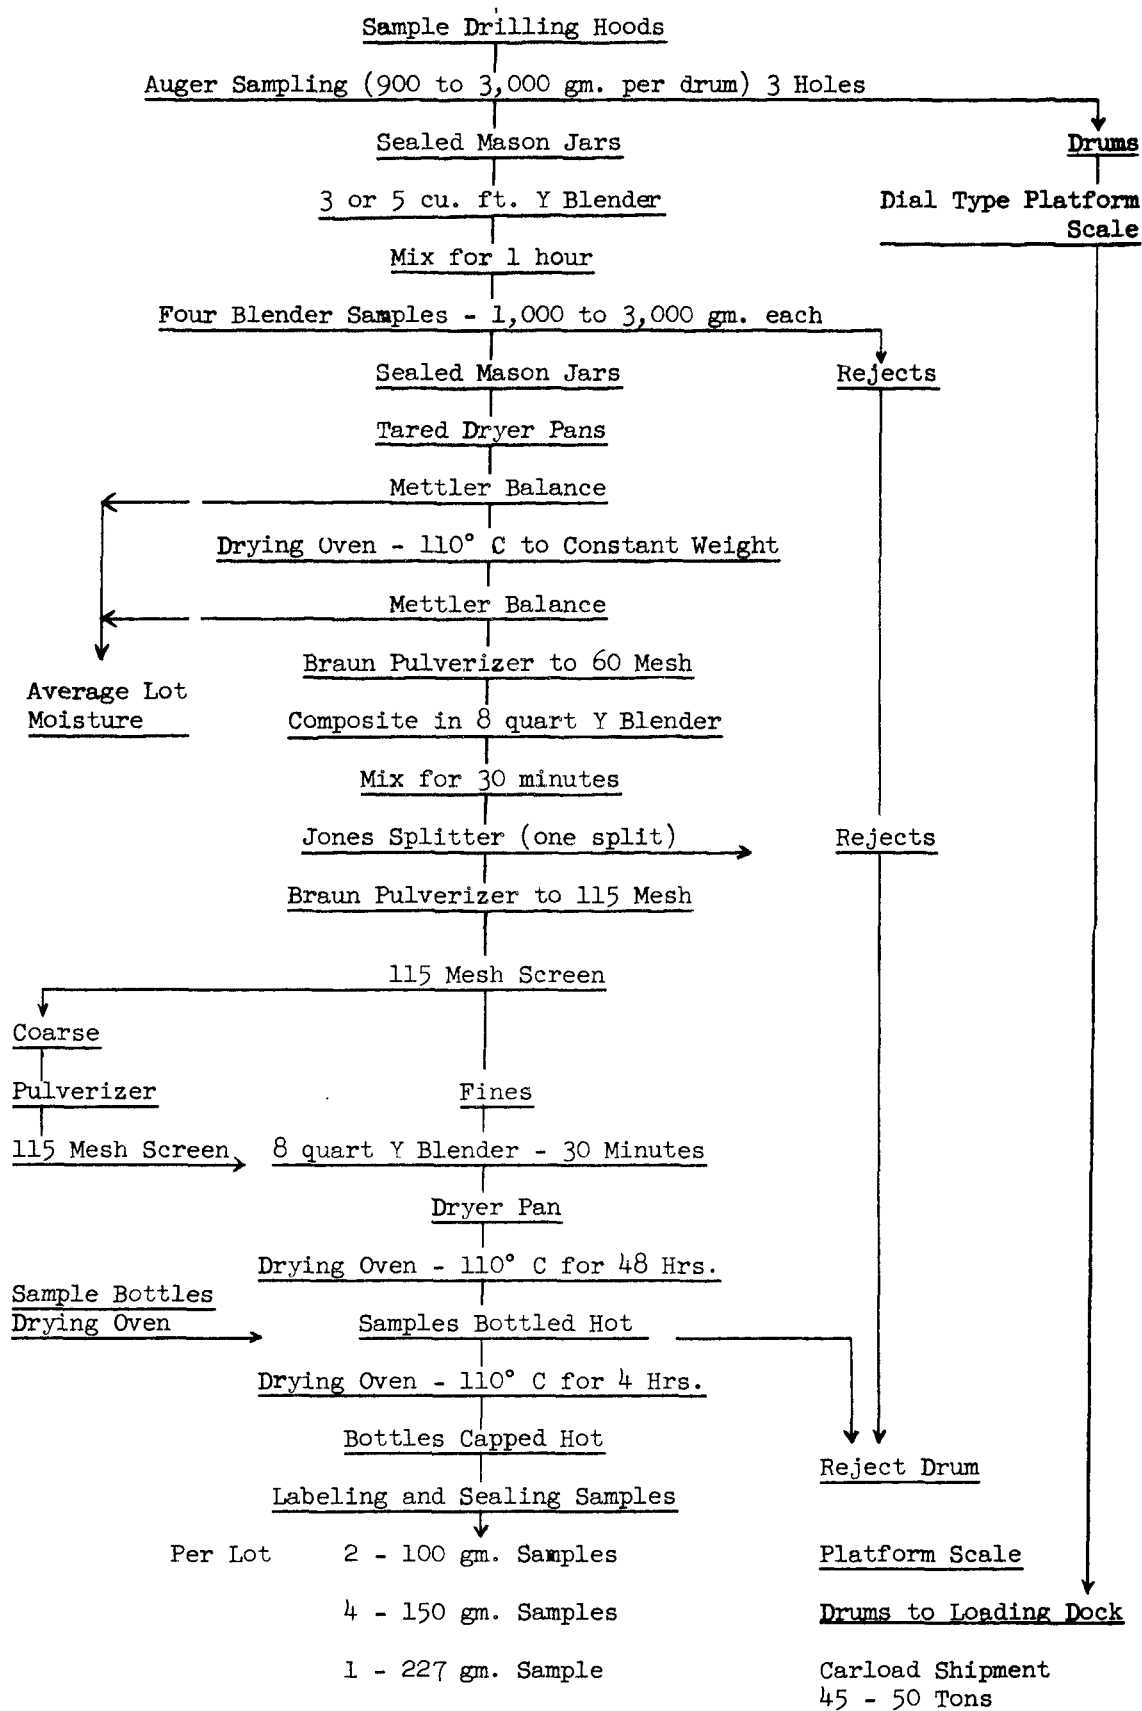 Sample Drilling Hoods
Auger Sampling (900 to 3,000 gm. per drum) 3 Holes
Sealed Mason Jars
Drums
3 or 5 cu. ft. Y Blender
Dial Type Platform
Scale
Mix for 1 hour
Four Blender Samples - 1,000 to 3,000 gm. each
Sealed Mason Jars
Rejects
Tared Dryer Pans
Mettler Balance
Drying Oven - 110° C to Constant Weight
Mettler Balance
Braun Pulverizer to 60 Mesh
Average Lot
Moisture
Composite in 8 quart Y Blender
Mix for 30 minutes
Jones Splitter (one split)
Rejects
Braun Pulverizer to 115 Mesh
115 Mesh Screen
Coarse
Pulverizer
Fines
115 Mesh Screen
8 quart Y Blender - 30 Minutes
Dryer Pan
Drying Oven - 110° C for 48 Hrs.
Sample Bottles
Drying Oven
Samples Bottled Hot
Drying Oven - 110° C for 4 Hrs.
Bottles Capped Hot
Reject Drum
Labeling and Sealing Samples
Per Lot 2 - 100 gm. Samples
Platform Scale
4 - 150 gm. Samples
Drums to Loading Dock
1 - 227 gm. Sample
Carload Shipment
45 - 50 Tons